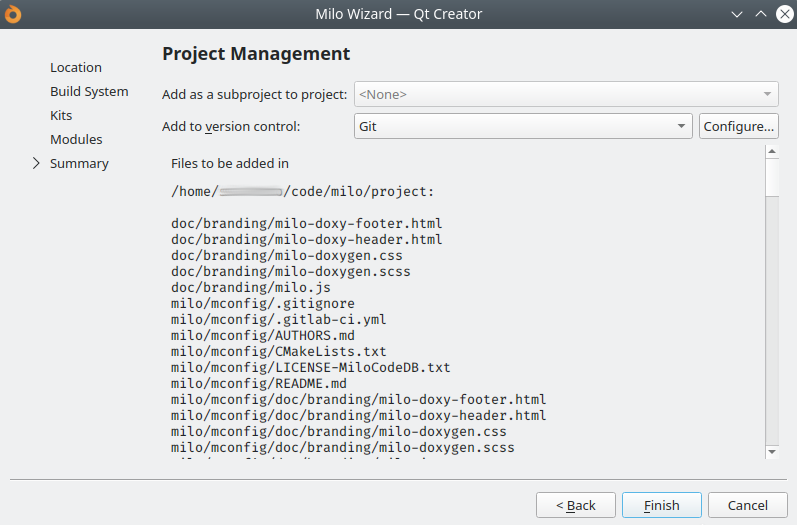 Milo Wizard — Qt Creator
Location
Build System
Kits
Modules
Summary
Project Management
Add as a subproject to project: <None>
Add to version control: Git Configure...
Files to be added in
/home/ /code/milo/project:
doc/branding/milo-doxy-footer.html
doc/branding/milo-doxy-header.html
doc/branding/milo-doxygen.css
doc/branding/milo-doxygen.scss
doc/branding/milo.js
milo/mconfig/.gitignore
milo/mconfig/.gitlab-ci.yml
milo/mconfig/AUTHORS.md
milo/mconfig/CMakeLists.txt
milo/mconfig/LICENSE-MiloCodeDB.txt
milo/mconfig/README.md
milo/mconfig/doc/branding/milo-doxy-footer.html
milo/mconfig/doc/branding/milo-doxy-header.html
milo/mconfig/doc/branding/milo-doxygen.css
milo/mconfig/doc/branding/milo-doxygen.scss
< Back Finish Cancel